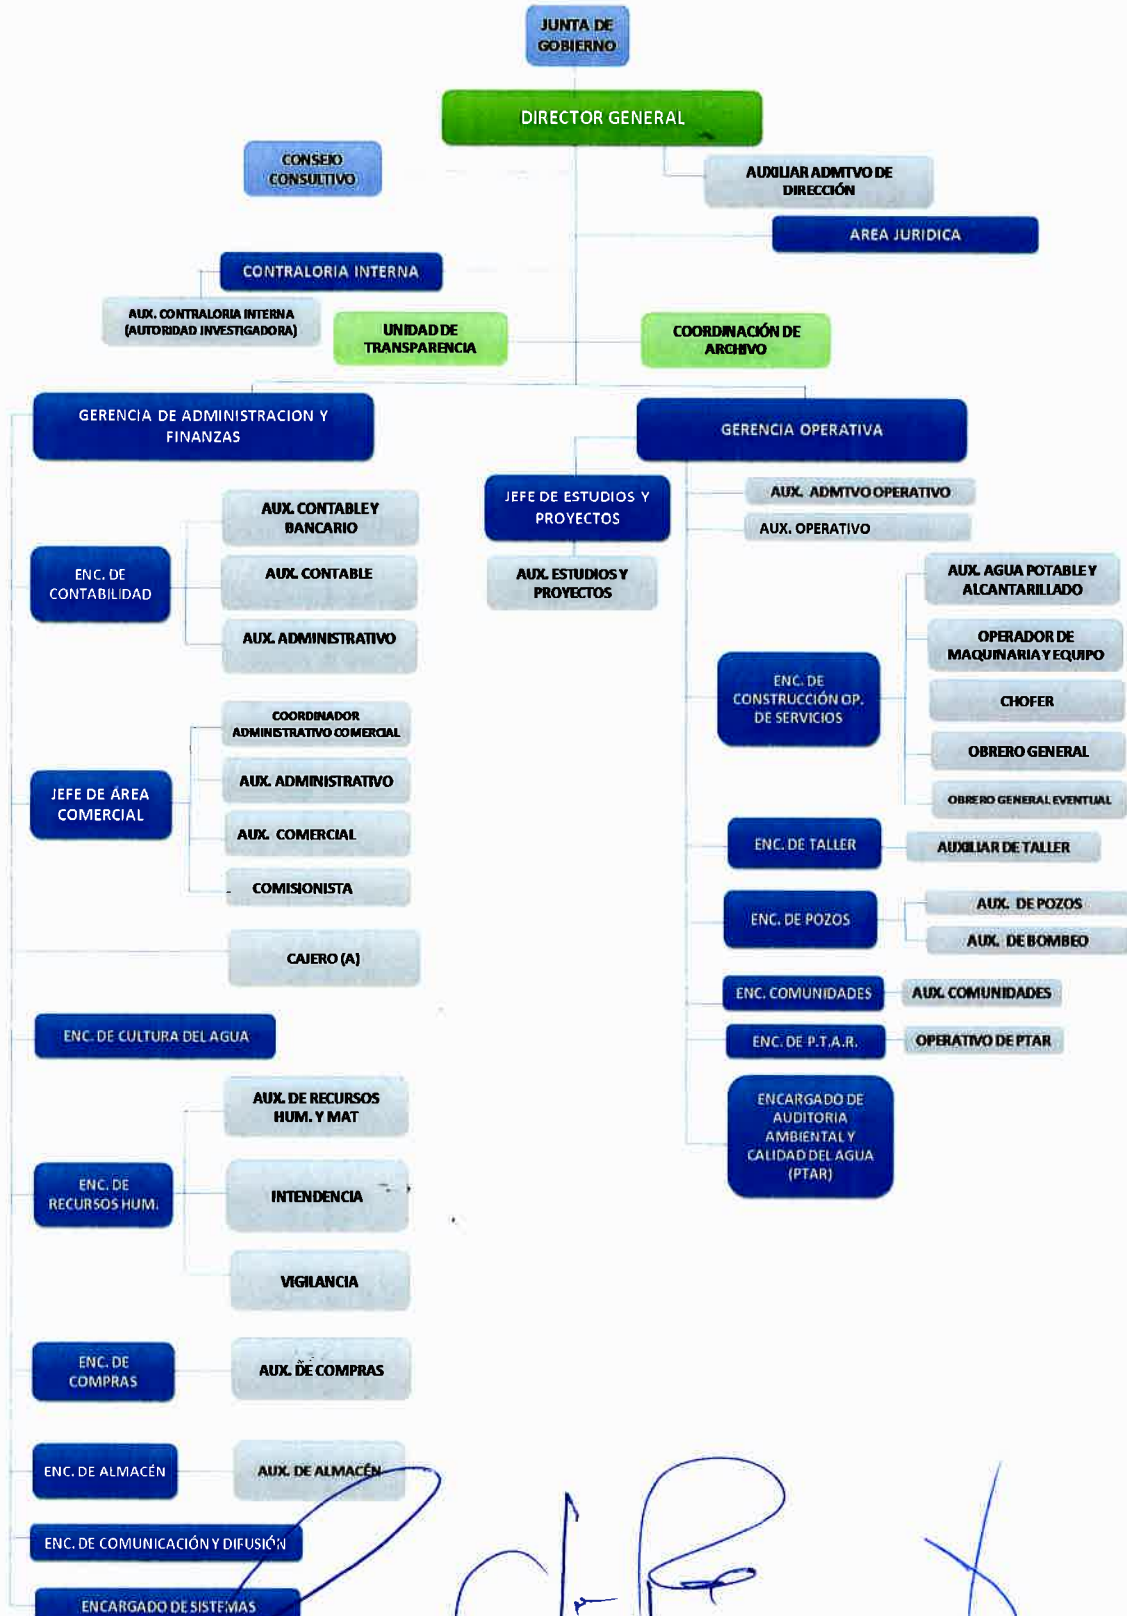 JUNTA DE
GOBIERNO
DIRECTOR GENERAL
CONSEJO
CONSULTIVO
AUXILIAR ADMTVO DE
DIRECCIÓN
AREA JURIDICA
CONTRALORIA INTERNA
AUX. CONTRALORIA INTERNA
(AUTORIDAD INVESTIGADORA)
UNIDAD DE
TRANSPARENCIA
COORDINACIÓN DE
ARCHIVO
GERENCIA DE ADMINISTRACION Y
FINANZAS
ENC. DE
CONTABILIDAD
AUX. CONTABLE Y
BANCARIO
AUX. CONTABLE
AUX. ADMINISTRATIVO
JEFE DE ÁREA
COMERCIAL
COORDINADOR
ADMINISTRATIVO COMERCIAL
AUX. ADMINISTRATIVO
AUX. COMERCIAL
COMISIONISTA
CAJERO (A)
ENC. DE CULTURA DEL AGUA
ENC. DE
RECURSOS HUM.
AUX. DE RECURSOS
HUM. Y MAT
INTENDENCIA
VIGILANCIA
ENC. DE
COMPRAS
AUX. DE COMPRAS
ENC. DE ALMACÉN
AUX. DE ALMACÉN
ENC. DE COMUNICACIÓN Y DIFUSIÓN
ENCARGADO DE SISTEMAS
GERENCIA OPERATIVA
JEFE DE ESTUDIOS Y
PROYECTOS
AUX. ESTUDIOS Y
PROYECTOS
AUX. ADMTVO OPERATIVO
AUX. OPERATIVO
ENC. DE
CONSTRUCCIÓN OP.
DE SERVICIOS
AUX. AGUA POTABLE Y
ALCANTARILLADO
OPERADOR DE
MAQUINARIA Y EQUIPO
CHOFER
OBRERO GENERAL
OBRERO GENERAL EVENTUAL
ENC. DE TALLER
AUXILIAR DE TALLER
ENC. DE POZOS
AUX. DE POZOS
AUX. DE BOMBEO
ENC. COMUNIDADES
AUX. COMUNIDADES
ENC. DE P.T.A.R.
OPERATIVO DE PTAR
ENCARGADO DE
AUDITORIA
AMBIENTAL Y
CALIDAD DEL AGUA
(PTAR)